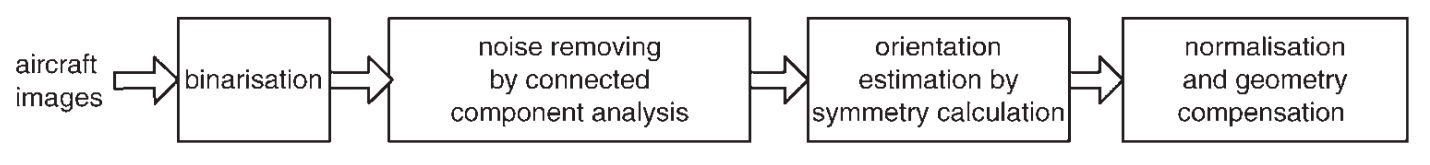 aircraft
images
binarisation
noise removing
by connected
component analysis
orientation
estimation by
symmetry calculation
normalisation
and geometry
compensation